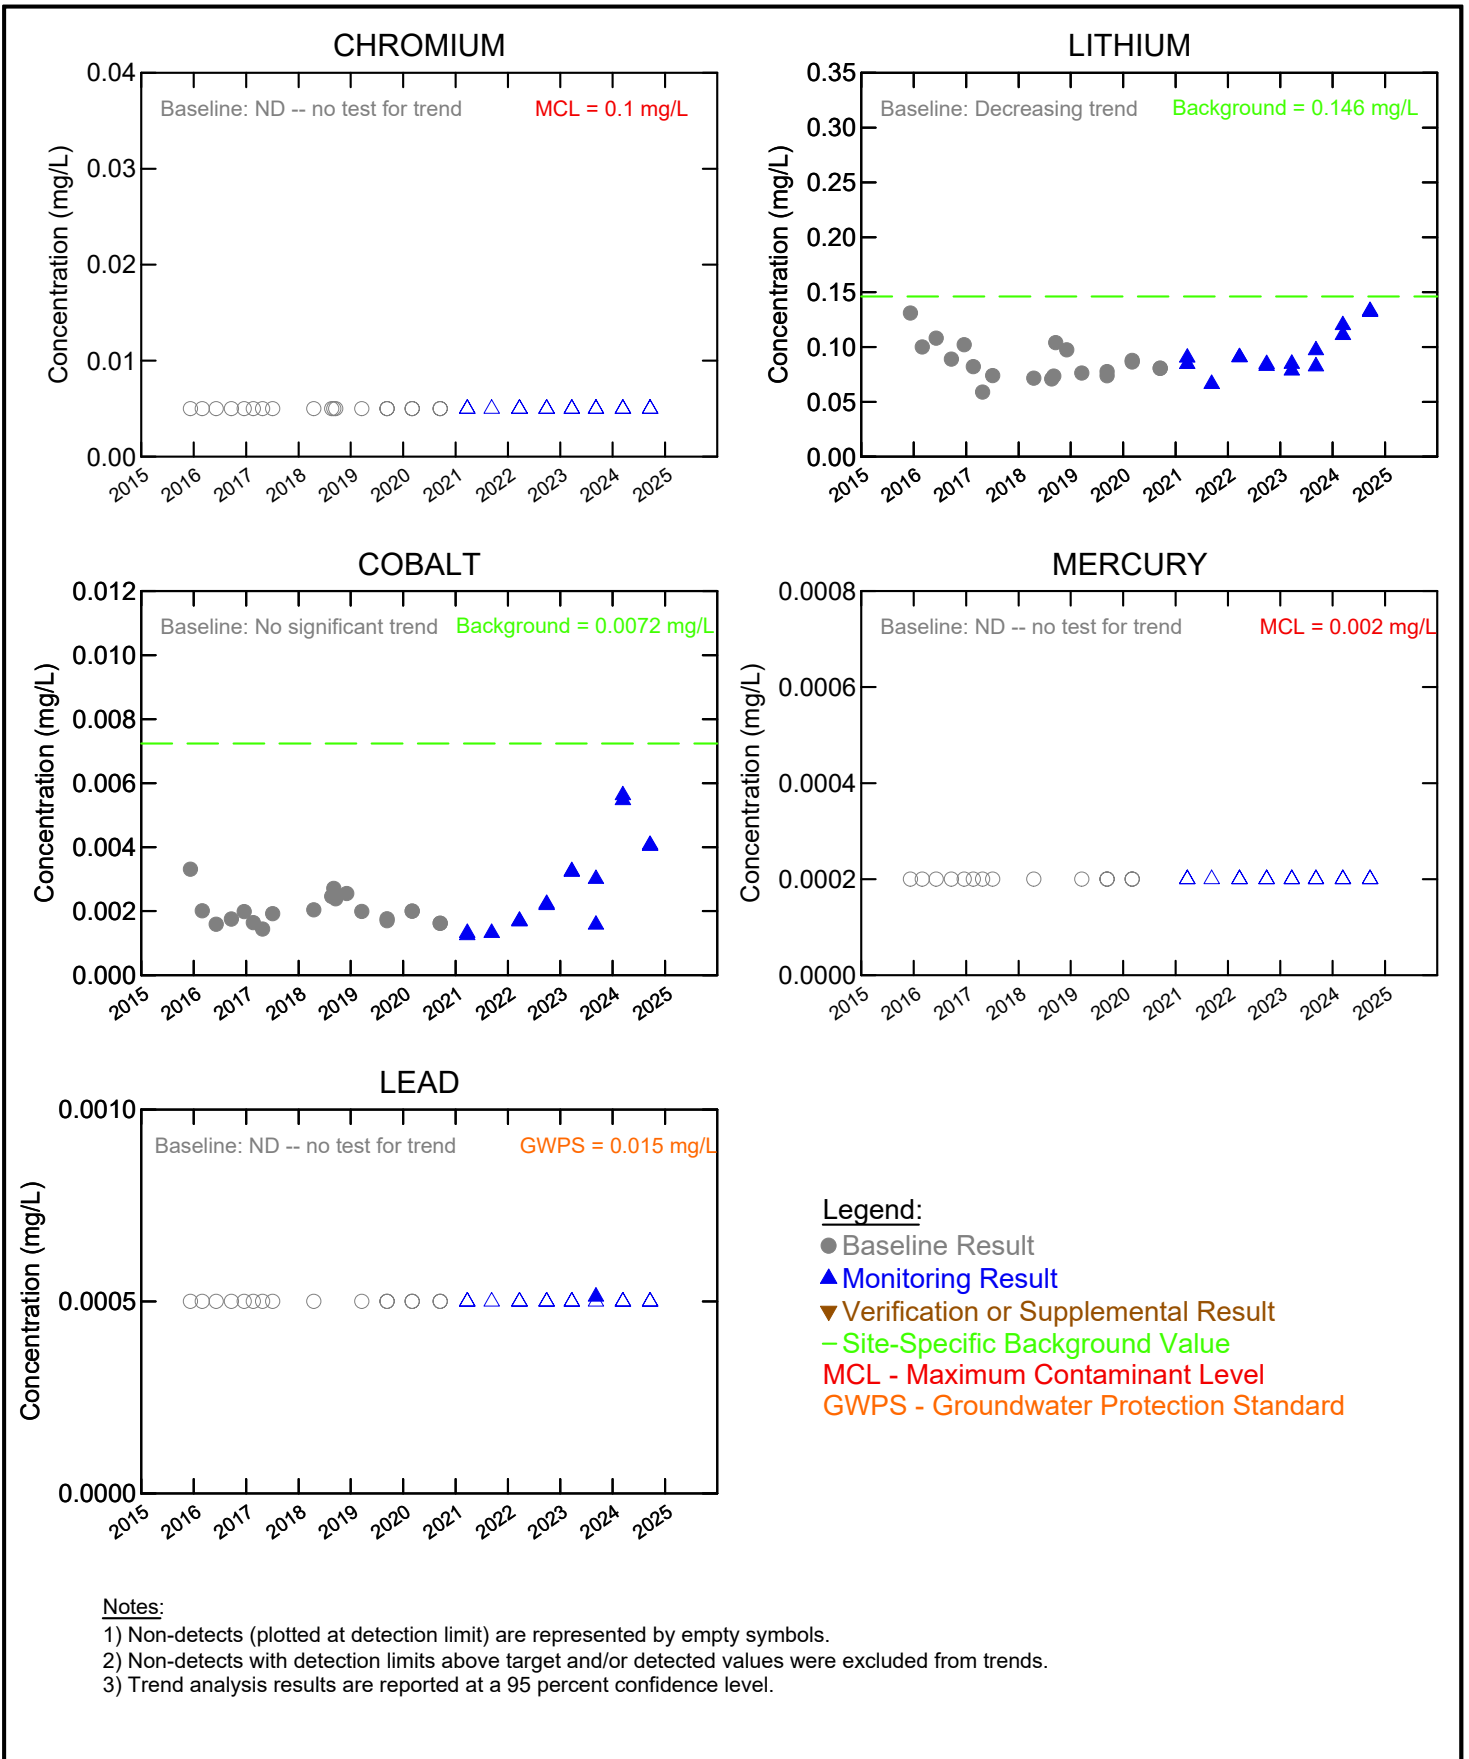 CHROMIUM
Concentration (mg/L)
0.04
0.03
0.02
0.01
0.00
Baseline: ND -- no test for trend
MCL = 0.1 mg/L
2015 2016 2017 2018 2019 2020 2021 2022 2023 2024 2025
LITHIUM
Concentration (mg/L)
0.35
0.30
0.25
0.20
0.15
0.10
0.05
0.00
Baseline: Decreasing trend
Background = 0.146 mg/L
2015 2016 2017 2018 2019 2020 2021 2022 2023 2024 2025
COBALT
Concentration (mg/L)
0.012
0.010
0.008
0.006
0.004
0.002
0.000
Baseline: No significant trend
Background = 0.0072 mg/L
2015 2016 2017 2018 2019 2020 2021 2022 2023 2024 2025
MERCURY
Concentration (mg/L)
0.0008
0.0006
0.0004
0.0002
0.0000
Baseline: ND -- no test for trend
MCL = 0.002 mg/L
2015 2016 2017 2018 2019 2020 2021 2022 2023 2024 2025
LEAD
Concentration (mg/L)
0.0010
0.0005
0.0000
Baseline: ND -- no test for trend
GWPS = 0.015 mg/L
2015 2016 2017 2018 2019 2020 2021 2022 2023 2024 2025
Legend:
Baseline Result
Monitoring Result
Verification or Supplemental Result
Site-Specific Background Value
MCL - Maximum Contaminant Level
GWPS - Groundwater Protection Standard
Notes:
1) Non-detects (plotted at detection limit) are represented by empty symbols.
2) Non-detects with detection limits above target and/or detected values were excluded from trends.
3) Trend analysis results are reported at a 95 percent confidence level.